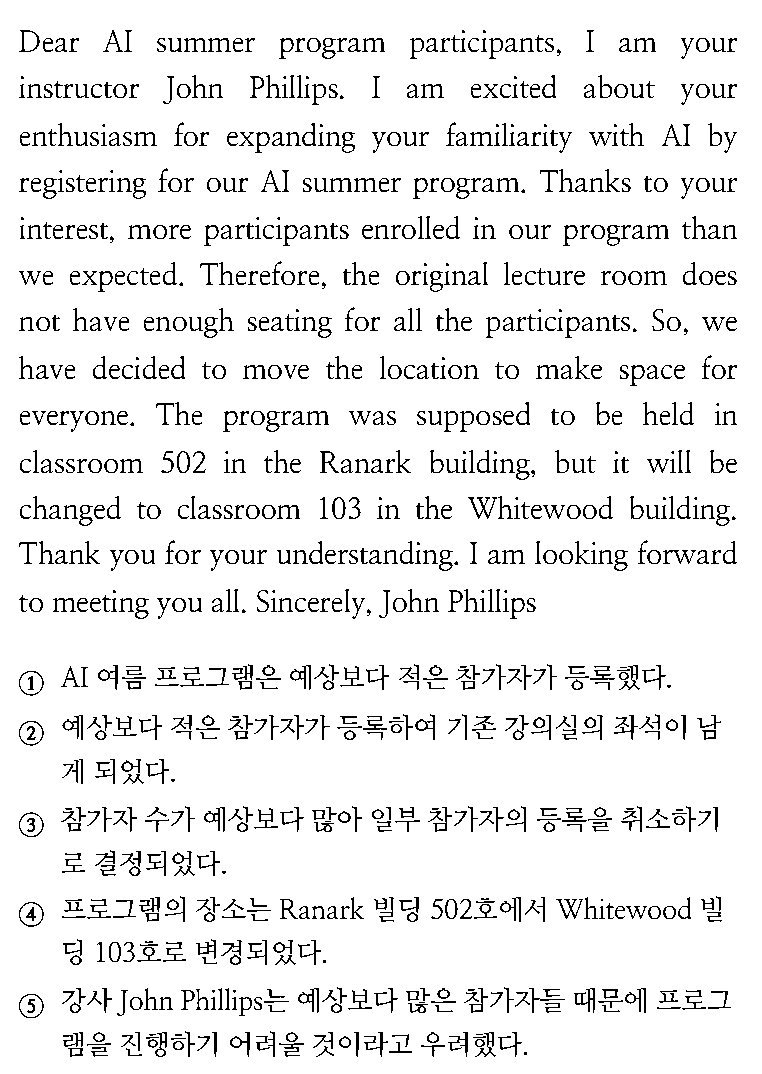 Dear AI summer program participants, I am your
instructor John Phillips. I am excited about your
enthusiasm for expanding your familiarity with AI by
registering for our AI summer program. Thanks to your
interest, more participants enrolled in our program than
we expected. Therefore, the original lecture room does
not have enough seating for all the participants. So, we
have decided to move the location to make space for
everyone. The program was supposed to be held in
classroom 502 in the Ranark building, but it will be
changed to classroom 103 in the Whitewood building.
Thank you for your understanding. I am looking forward
to meeting you all. Sincerely, John Phillips
① AI 여름 프로그램은 예상보다 적은 참가자가 등록했다.
② 예상보다 적은 참가자가 등록하여 기존 강의실의 좌석이 남
게 되었다.
③ 참가자 수가 예상보다 많아 일부 참가자의 등록을 취소하기
로 결정되었다.
④ 프로그램의 장소는 Ranark 빌딩 502호에서 Whitewood 빌
딩 103호로 변경되었다.
⑤ 강사 John Phillips는 예상보다 많은 참가자들 때문에 프로그
램을 진행하기 어려울 것이라고 우려했다.